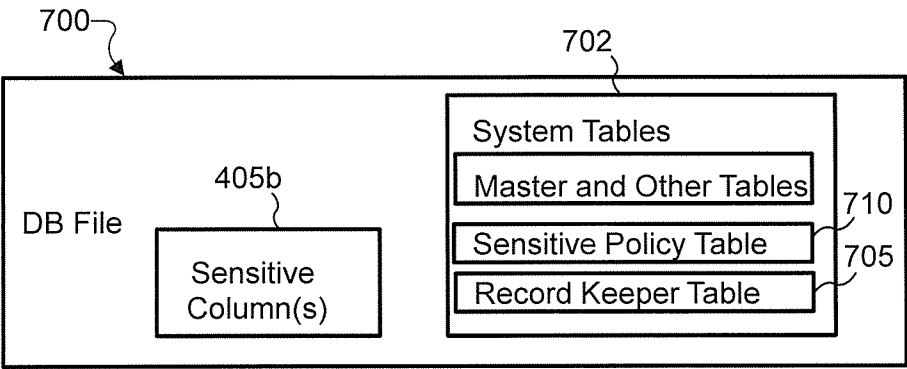 700
702
System Tables
405b
Master and Other Tables
710
DB File
Sensitive Policy Table
705
Sensitive
Column(s)
Record Keeper Table